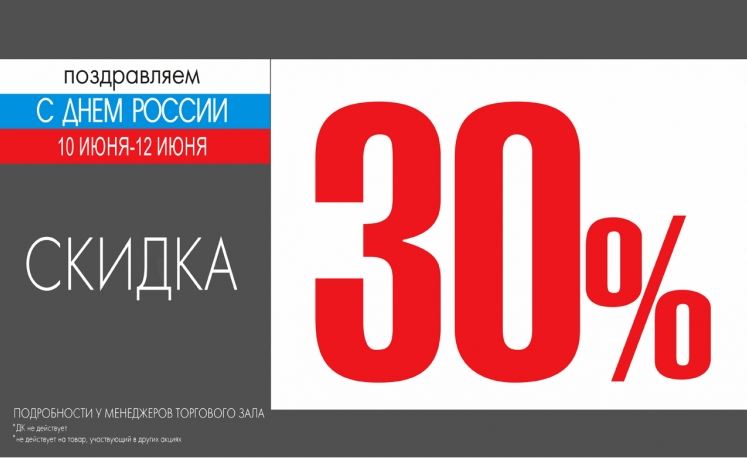 поздравляем
С ДНЕМ РОССИИ
10 ИЮНЯ-12 ИЮНЯ
СКИДКА
30%
ПОДРОБНОСТИ У МЕНЕДЖЕРОВ ТОРГОВОГО ЗАЛА
*ДК не действует
*не действует на товар, участвующий в других акциях